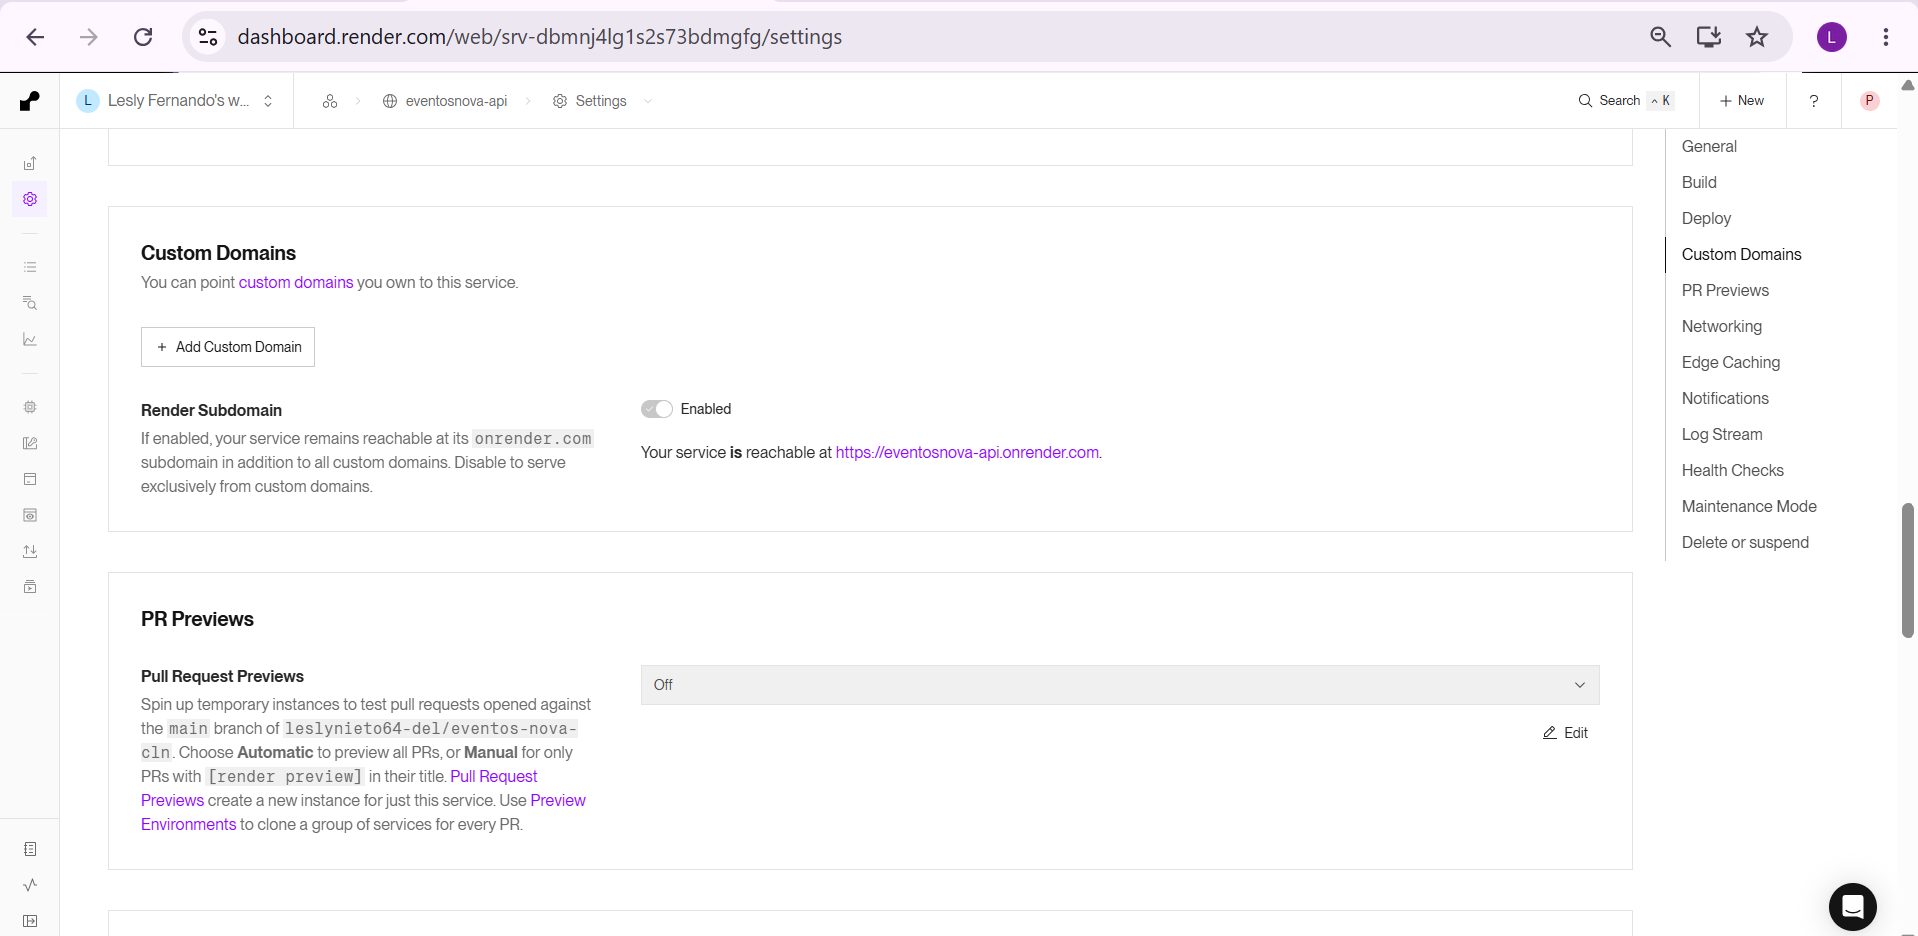 dashboard.render.com/web/srv-dbmnj4lg1s2s73bdmgfg/settings
L
L
Lesly Fernando's w...
eventosnova-api
Settings
Search
K
+ New
?
P
General
Build
Deploy
Custom Domains
PR Previews
Networking
Edge Caching
Notifications
Log Stream
Health Checks
Maintenance Mode
Delete or suspend
Custom Domains
You can point custom domains you own to this service.
+ Add Custom Domain
Render Subdomain
If enabled, your service remains reachable at its onrender.com
subdomain in addition to all custom domains. Disable to serve
exclusively from custom domains.
Enabled
Your service is reachable at https://eventosnova-api.onrender.com.
PR Previews
Pull Request Previews
Spin up temporary instances to test pull requests opened against
the main branch of leslynieto64-del/eventos-nova-
cln. Choose Automatic to preview all PRs, or Manual for only
PRs with [render preview] in their title. Pull Request
Previews create a new instance for just this service. Use Preview
Environments to clone a group of services for every PR.
Off
Edit